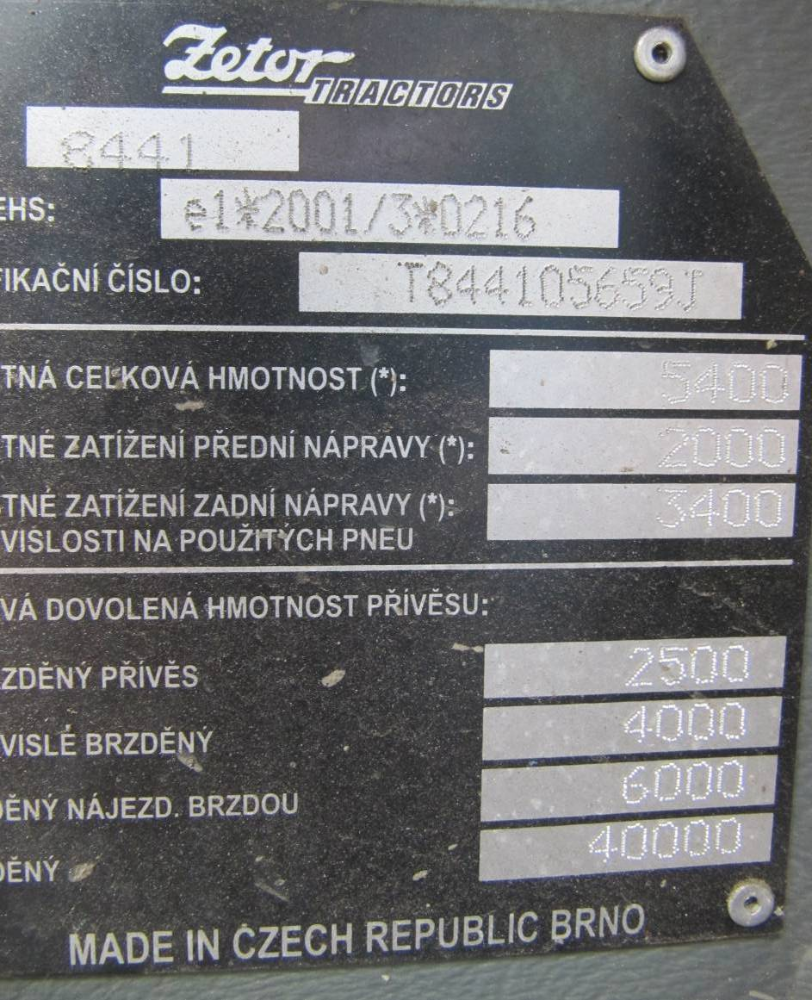 Zetor
TRACTORS
8441
EHS: e1*2001/3*0216
FIKAČNÍ ČÍSLO: T844105659J
TNÁ CELKOVÁ HMOTNOST (*): 5400
TNÉ ZATÍŽENÍ PŘEDNÍ NÁPRAVY (*): 2000
TNÉ ZATÍŽENÍ ZADNÍ NÁPRAVY (*): 3400
VISLOSTI NA POUŽITÝCH PNEU
VÁ DOVOLENÁ HMOTNOST PŘÍVĚSU:
ZDĚNÝ PŘÍVĚS 2500
VISLÉ BRZDĚNÝ 4000
DĚNÝ NÁJEZD. BRZDOU 6000
DĚNÝ 40000
MADE IN CZECH REPUBLIC BRNO